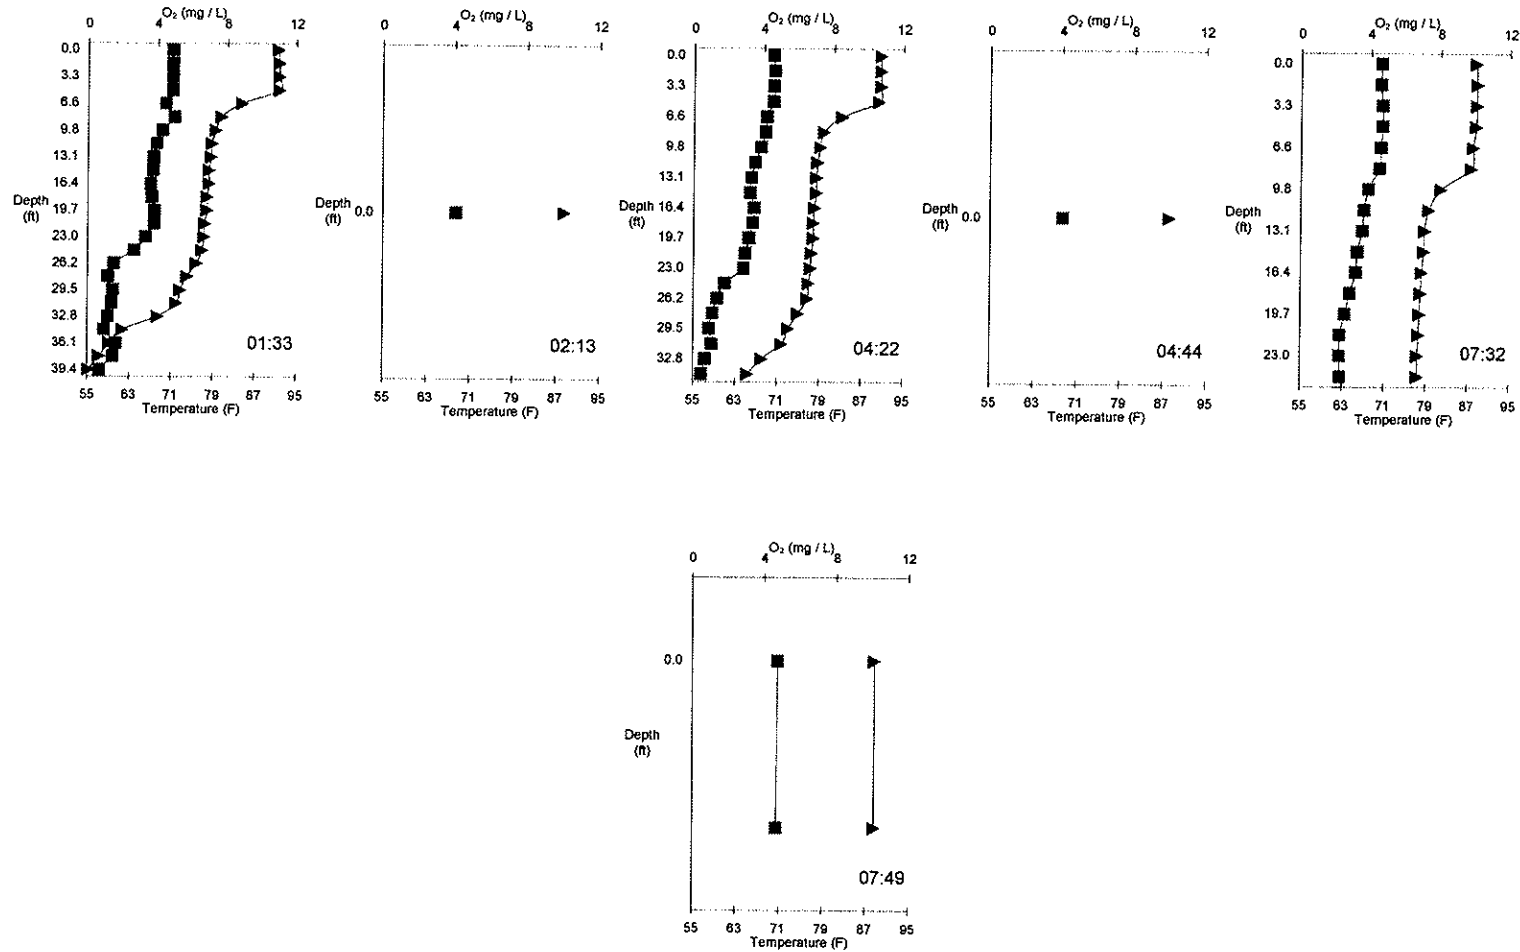 O₂ (mg / L)
0 4 8 12
0.0
3.3
6.6
9.8
13.1
16.4
Depth
(ft)
19.7
23.0
26.2
29.5
32.8
36.1
39.4
01:33
55 63 71 79 87 95
Temperature (F)
O₂ (mg / L)
0 4 8 12
Depth
(ft)
0.0
02:13
55 63 71 79 87 95
Temperature (F)
O₂ (mg / L)
0 4 8 12
0.0
3.3
6.6
9.8
13.1
16.4
Depth
(ft)
19.7
23.0
26.2
29.5
32.8
04:22
55 63 71 79 87 95
Temperature (F)
O₂ (mg / L)
0 4 8 12
Depth
(ft)
0.0
04:44
55 63 71 79 87 95
Temperature (F)
O₂ (mg / L)
0 4 8 12
0.0
3.3
6.6
9.8
Depth
(ft)
13.1
16.4
19.7
23.0
07:32
55 63 71 79 87 95
Temperature (F)
O₂ (mg / L)
0 4 8 12
0.0
Depth
(ft)
07:49
55 63 71 79 87 95
Temperature (F)